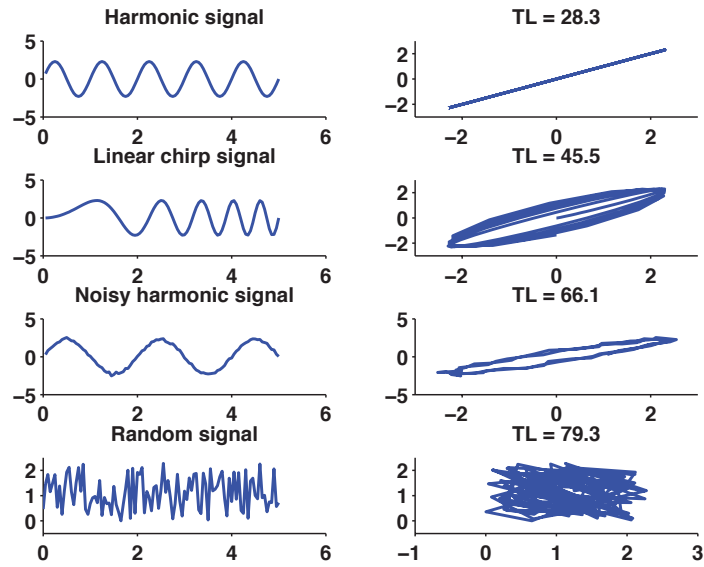 Harmonic signal
5
0
−5
0 2 4 6
TL = 28.3
2
0
−2
−2 0 2
Linear chirp signal
5
0
−5
0 2 4 6
TL = 45.5
2
0
−2
−2 0 2
Noisy harmonic signal
5
0
−5
0 2 4 6
TL = 66.1
5
0
−5
−2 0 2
Random signal
2
1
0
0 2 4 6
TL = 79.3
2
1
0
−1 0 1 2 3